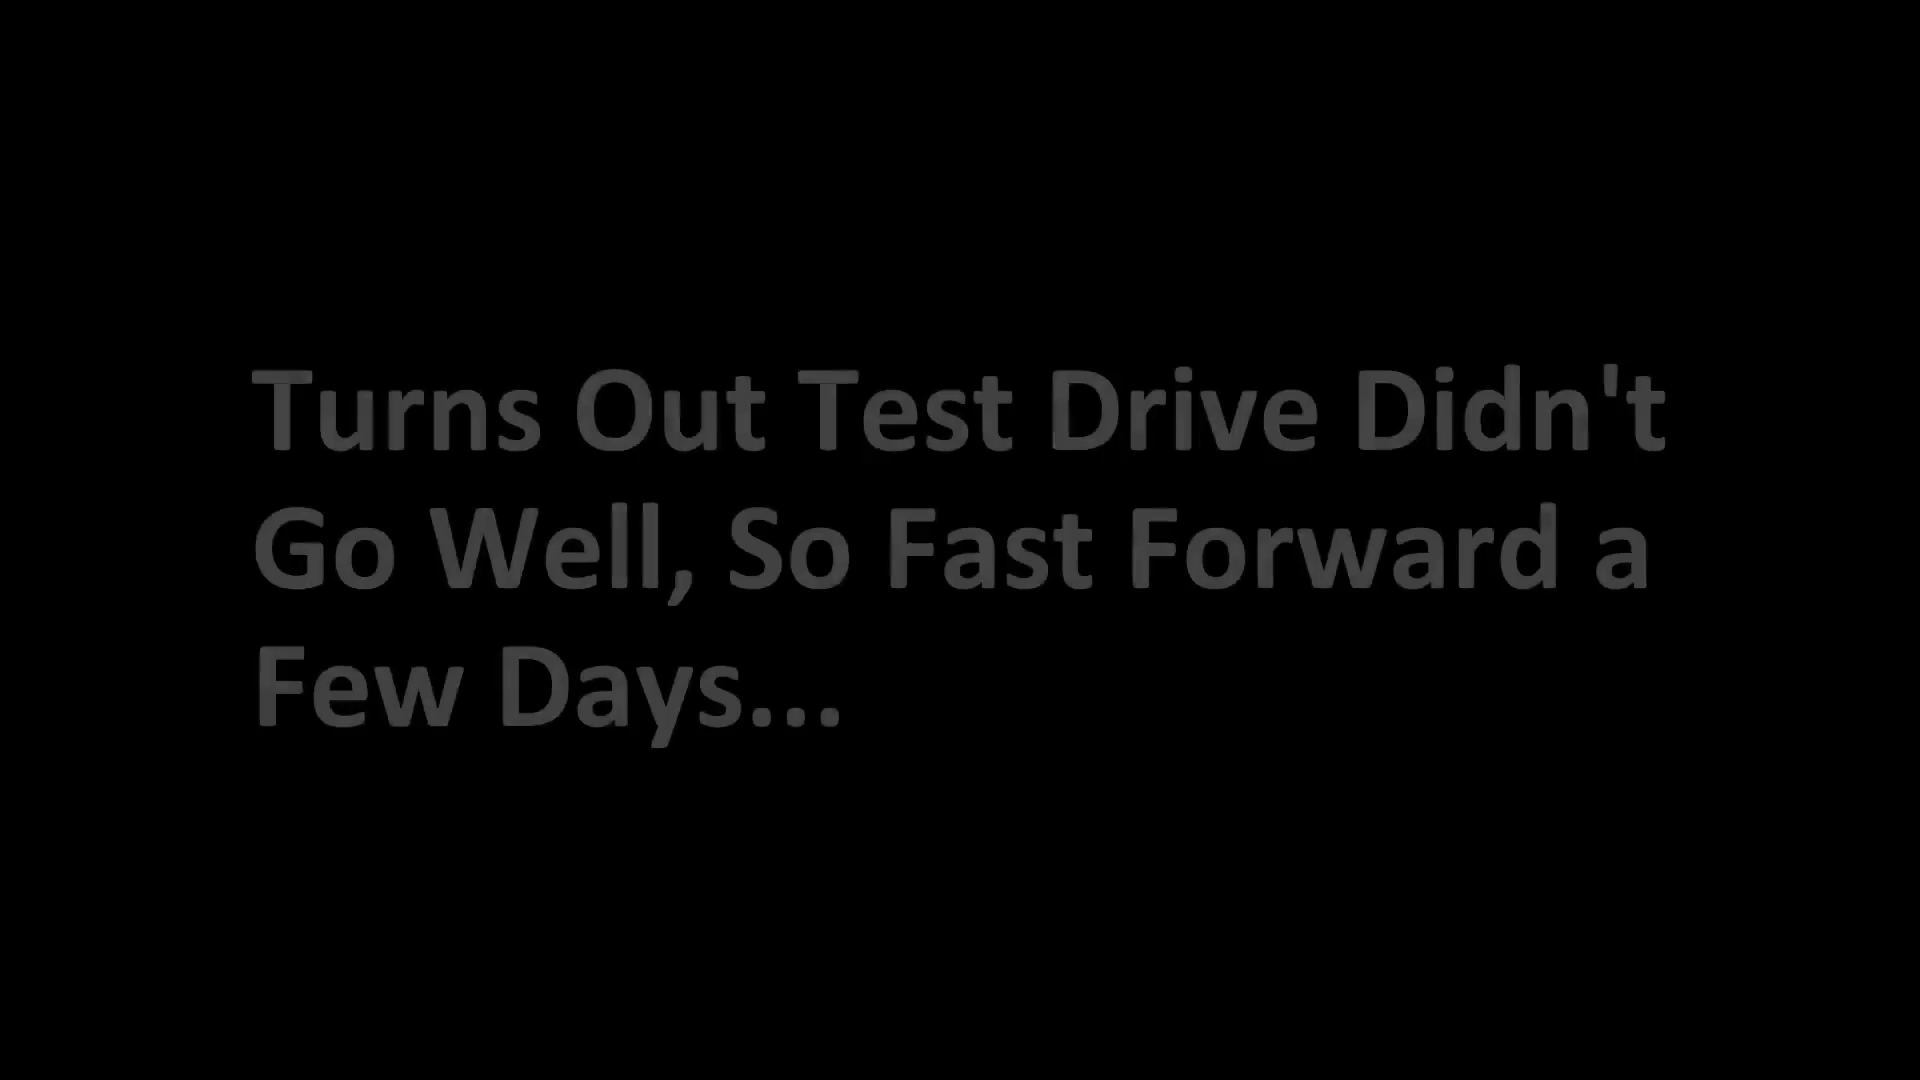 Turns Out Test Drive Didn't
Go Well, So Fast Forward a
Few Days...